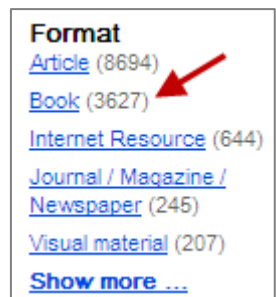 Format
Article (8694)
Book (3627)
Internet Resource (644)
Journal / Magazine /
Newspaper (245)
Visual material (207)
Show more ...